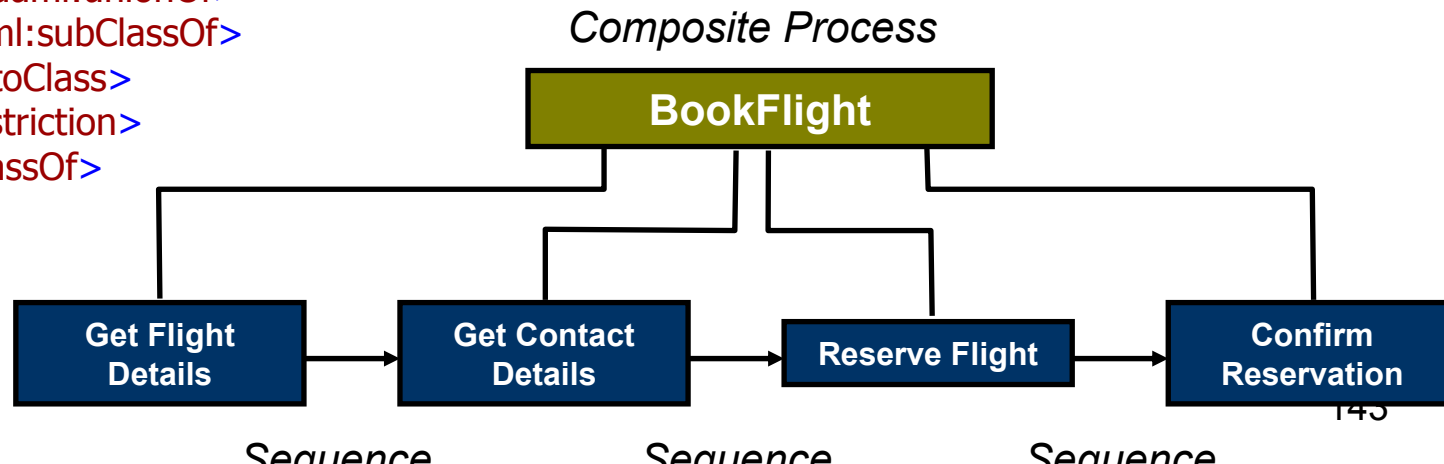 ml:subClassOf>
toClass>
striction>
assOf>
Composite Process
BookFlight
Get Flight
Details
Get Contact
Details
Reserve Flight
Confirm
Reservation
Sequence
Sequence
Sequence